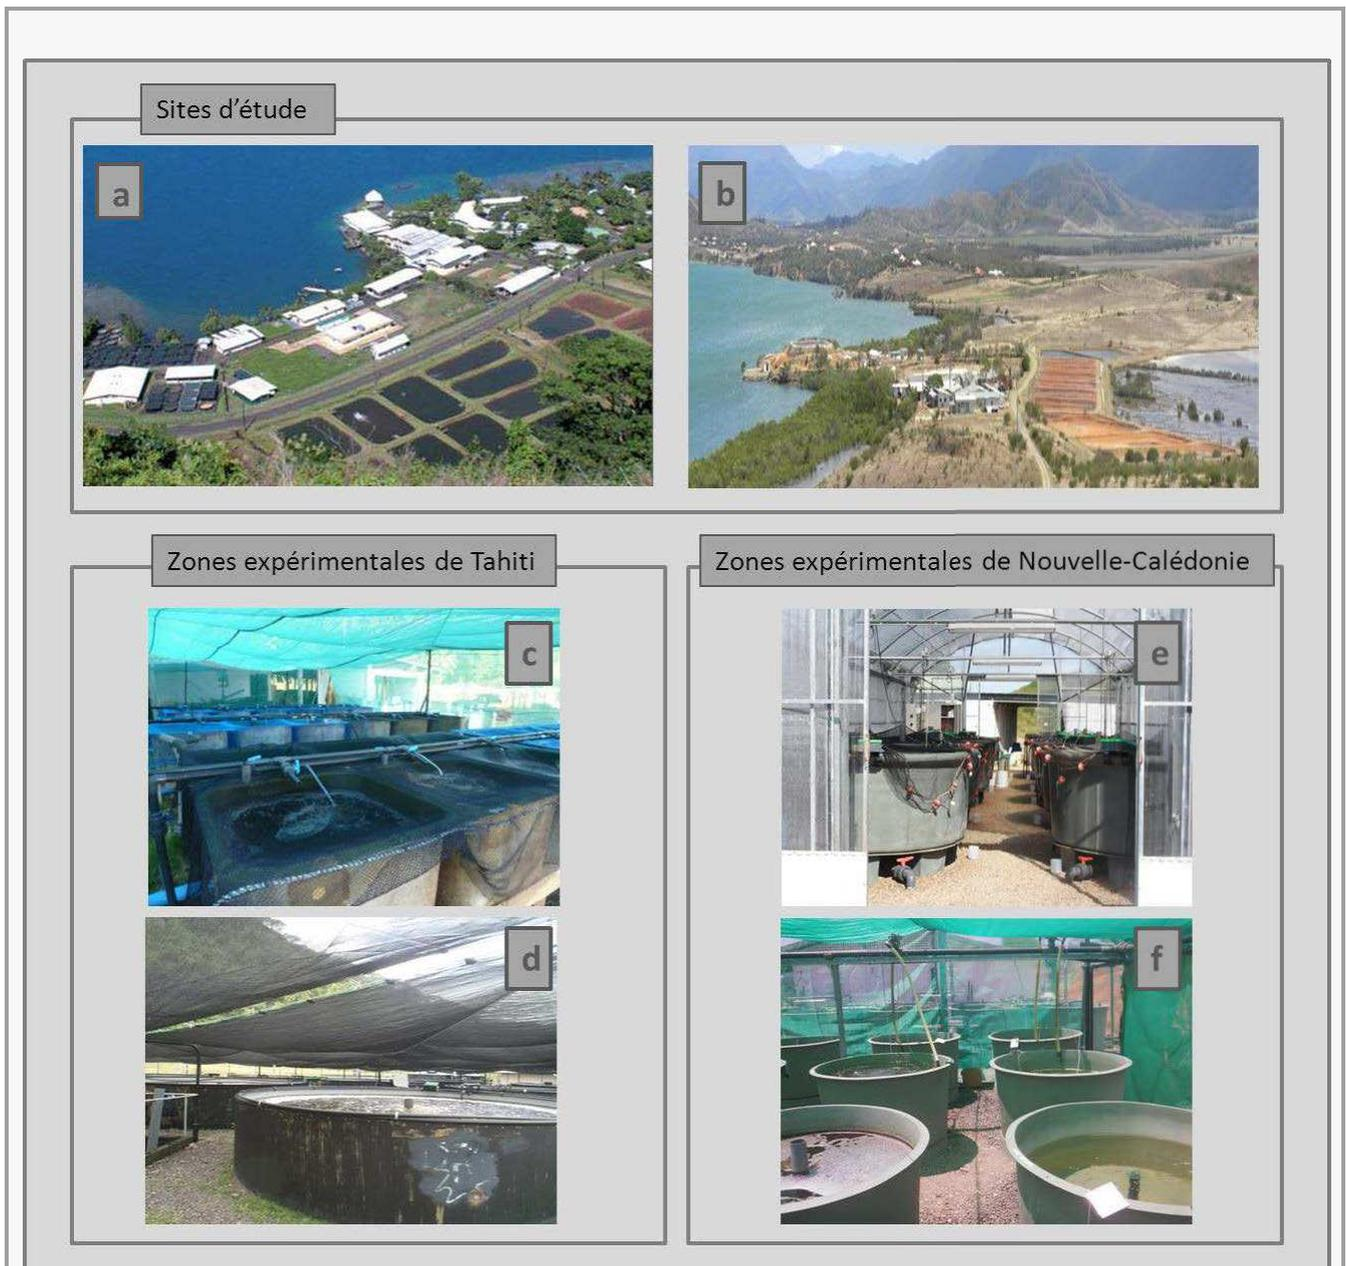 Sites d'étude
a
b
Zones expérimentales de Tahiti
Zones expérimentales de Nouvelle-Calédonie
c
e
d
f